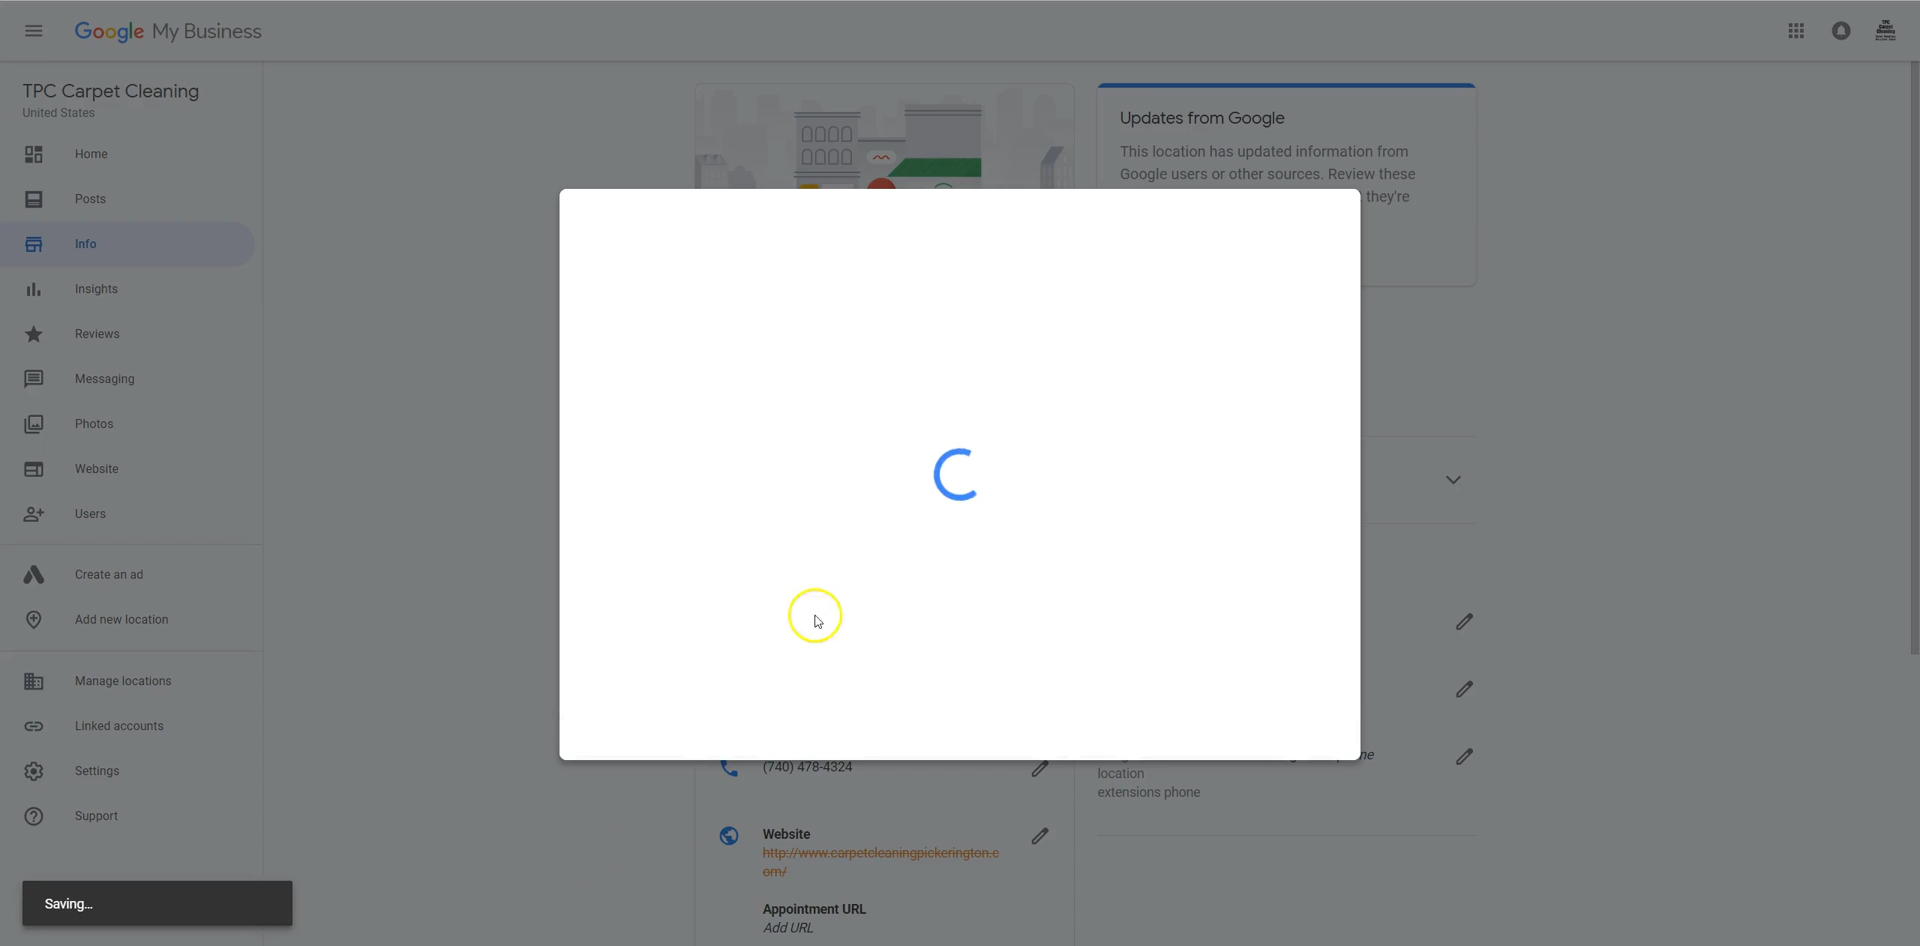 Google My Business
TPC Carpet Cleaning
United States
Home
Posts
Info
Insights
Reviews
Messaging
Photos
Website
Users
Create an ad
Add new location
Manage locations
Linked accounts
Settings
Support
Saving...
Updates from Google
This location has updated information from
Google users or other sources. Review these
they're
(740) 478-4324
Website
http://www.carpetcleaningpickerington.c
om/
Appointment URL
Add URL
location
extensions phone
TPC
Carpet
Cleaning